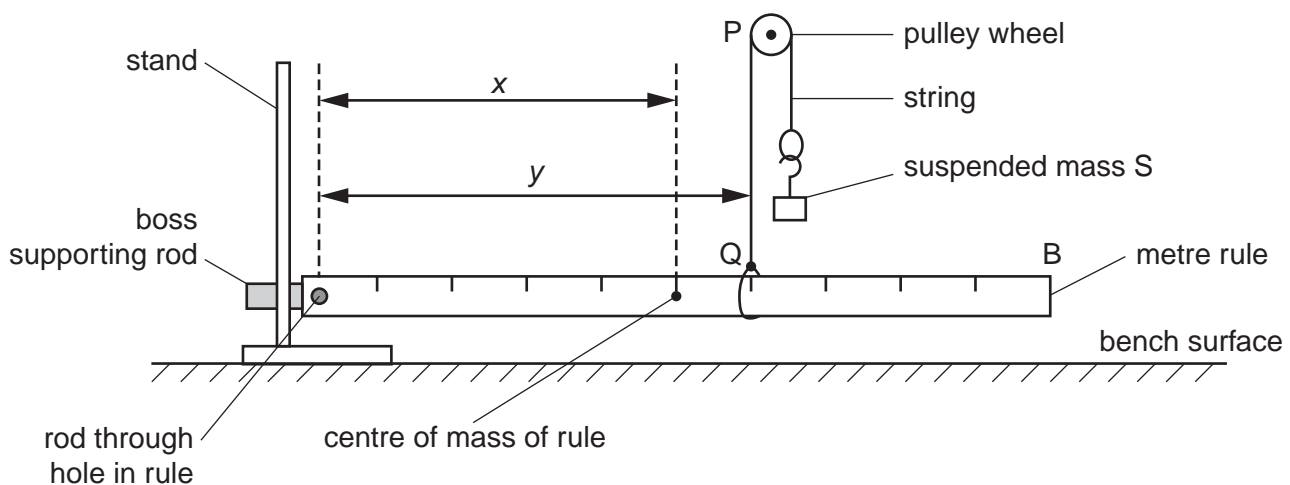 P
pulley wheel
stand
x
string
y
suspended mass S
boss
supporting rod
Q
B
metre rule
bench surface
rod through
hole in rule
centre of mass of rule